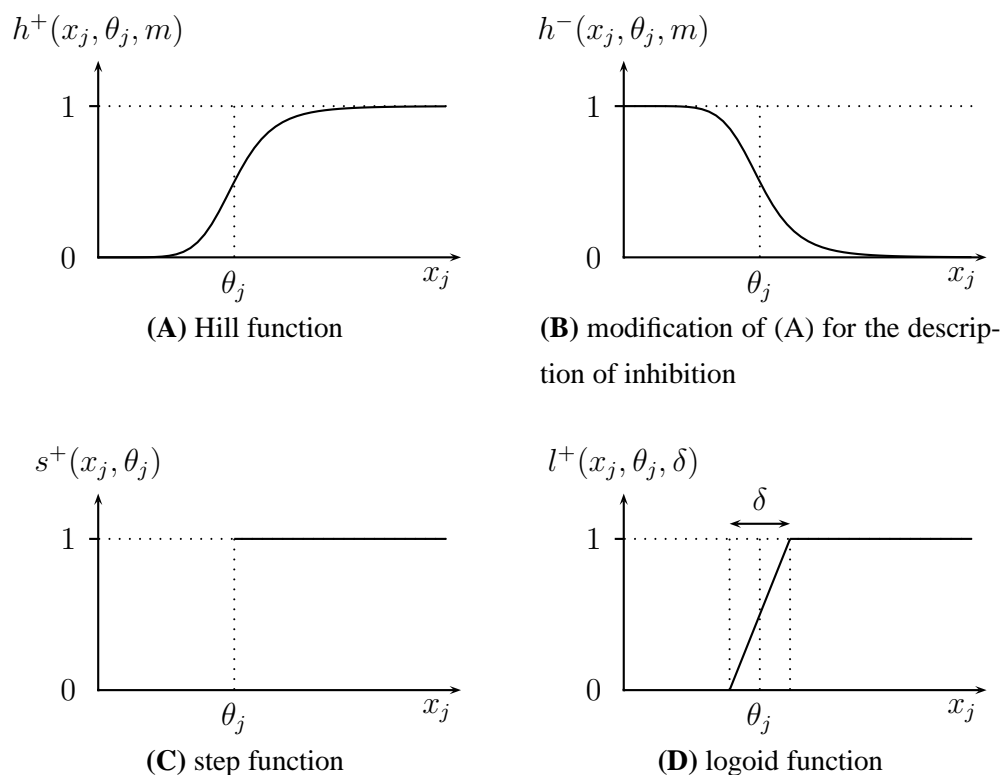 h⁺(xⱼ, θⱼ, m)
1
0
θⱼ
xⱼ
(A) Hill function
h⁻(xⱼ, θⱼ, m)
1
0
θⱼ
xⱼ
(B) modification of (A) for the descrip-
tion of inhibition
s⁺(xⱼ, θⱼ)
1
0
θⱼ
xⱼ
(C) step function
l⁺(xⱼ, θⱼ, δ)
δ
1
0
θⱼ
xⱼ
(D) logoid function